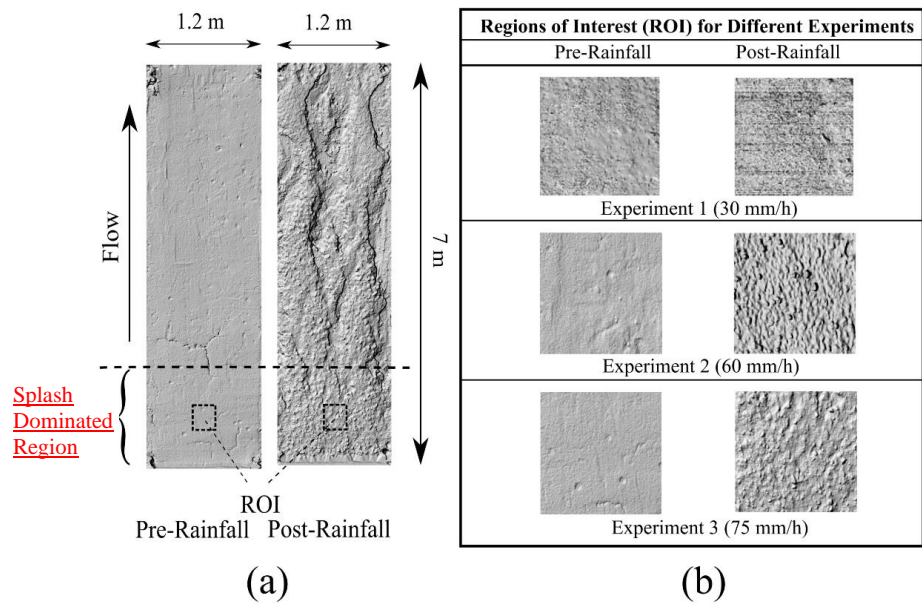 1.2 m
1.2 m
Flow
7 m
Splash
Dominated
Region
ROI
Pre-Rainfall
Post-Rainfall
(a)
Regions of Interest (ROI) for Different Experiments
Pre-Rainfall
Post-Rainfall
Experiment 1 (30 mm/h)
Experiment 2 (60 mm/h)
Experiment 3 (75 mm/h)
(b)